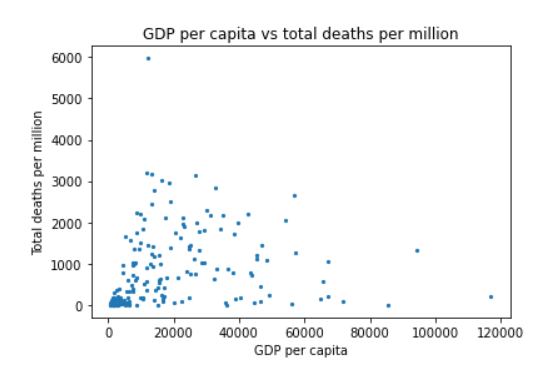 GDP per capita vs total deaths per million
Total deaths per million
6000
5000
4000
3000
2000
1000
0
0 20000 40000 60000 80000 100000 120000
GDP per capita